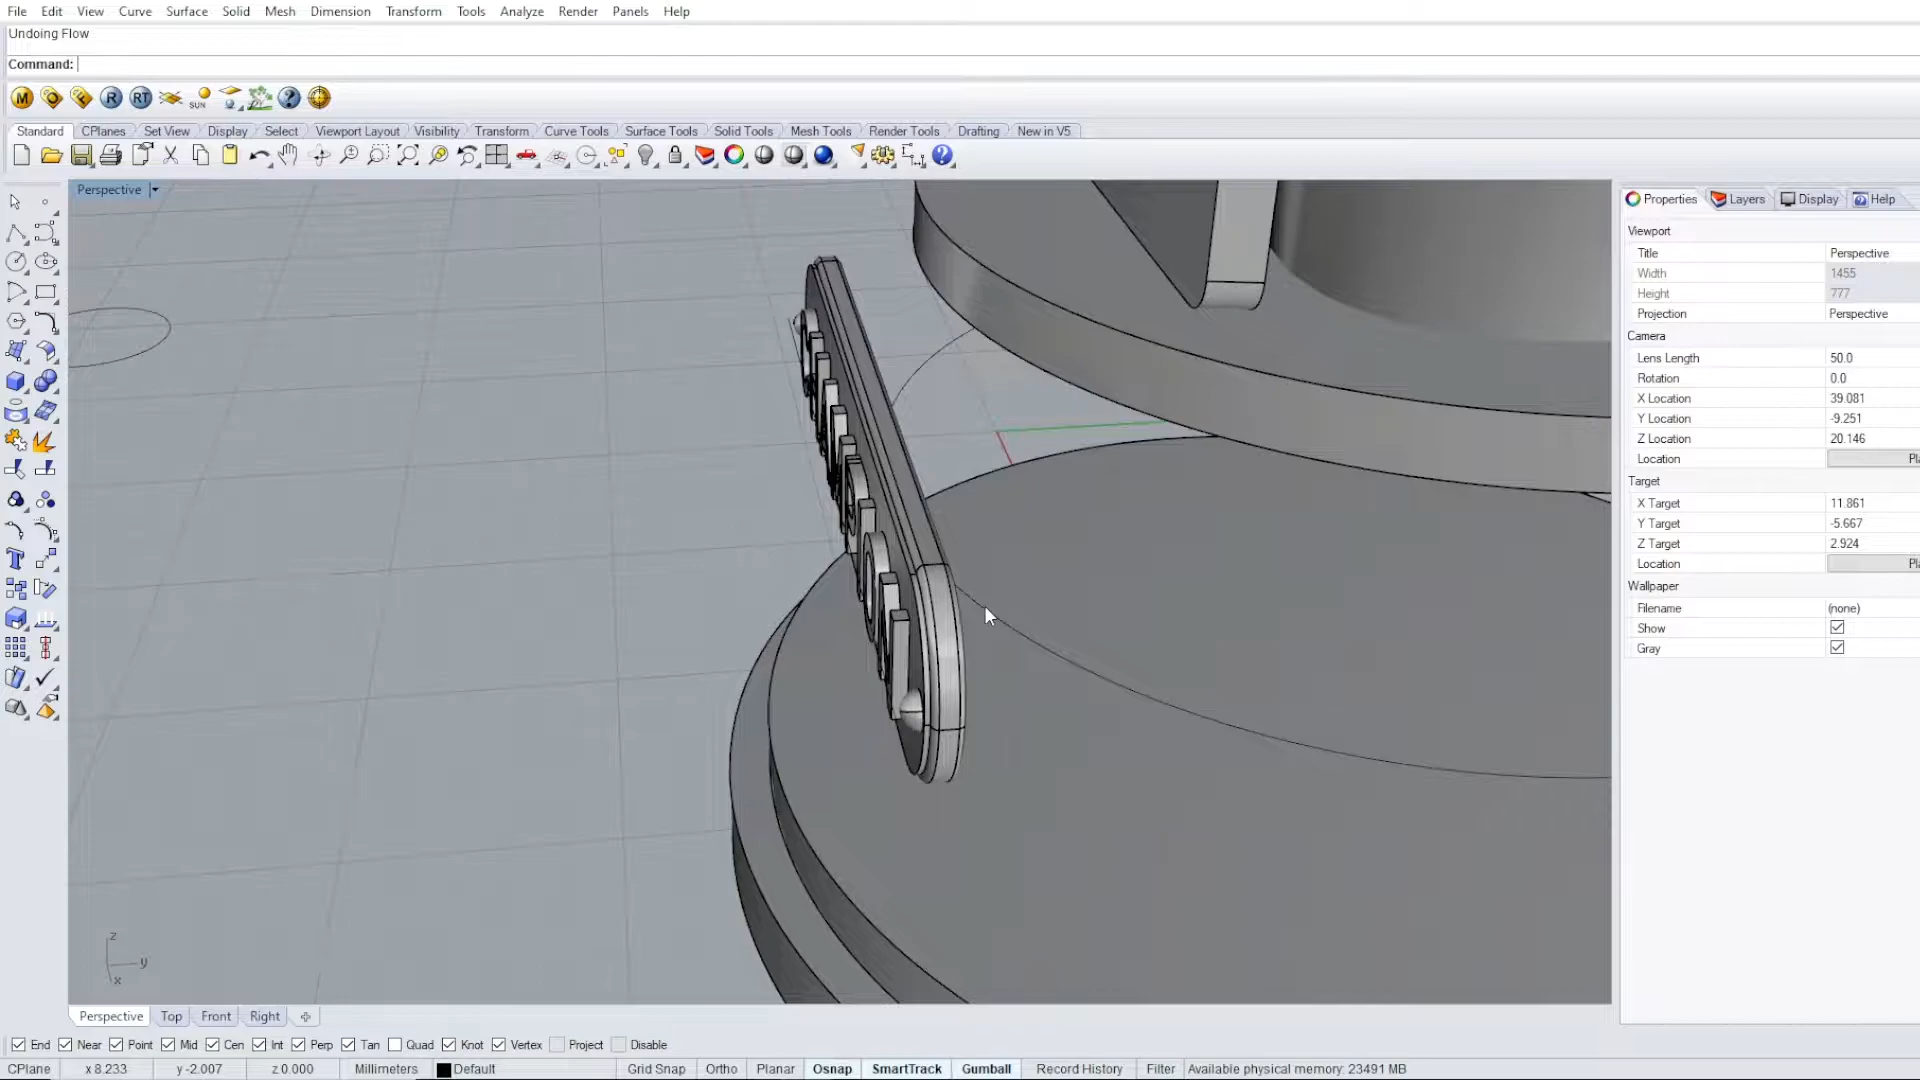 File Edit View Curve Surface Solid Mesh Dimension Transform Tools Analyze Render Panels Help
Undoing Flow
Command:
M O F R RT SUN ?
Standard CPlanes Set View Display Select Viewport Layout Visibility Transform Curve Tools Surface Tools Solid Tools Mesh Tools Render Tools Drafting New in V5
Perspective
Properties Layers Display Help
Viewport
Title Perspective
Width 1455
Height 777
Projection Perspective
Camera
Lens Length 50.0
Rotation 0.0
X Location 39.081
Y Location -9.251
Z Location 20.146
Location Pla
Target
X Target 11.861
Y Target -5.667
Z Target 2.924
Location Pla
Wallpaper
Filename (none)
Show
Gray
z
y
x
Perspective Top Front Right
End Near Point Mid Cen Int Perp Tan Quad Knot Vertex Project Disable
CPlane x 8.233 y -2.007 z 0.000 Millimeters Default Grid Snap Ortho Planar Osnap SmartTrack Gumball Record History Filter Available physical memory: 23491 MB